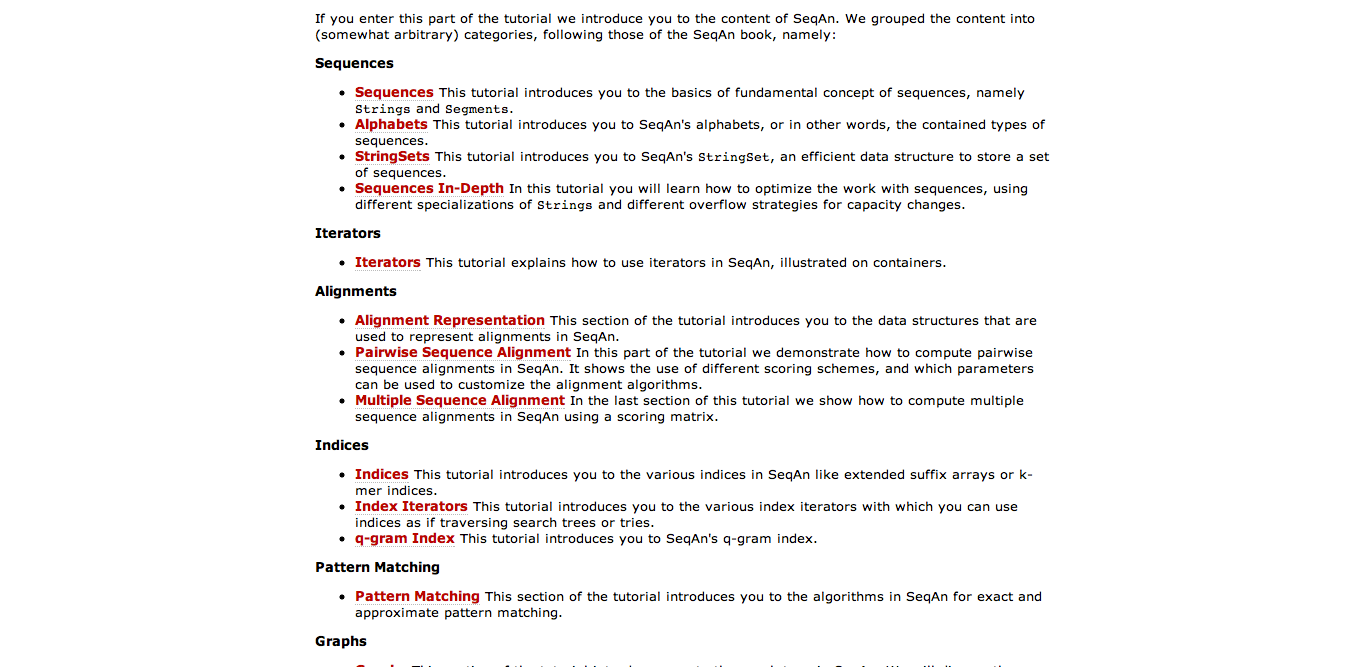 If you enter this part of the tutorial we introduce you to the content of SeqAn. We grouped the content into
(somewhat arbitrary) categories, following those of the SeqAn book, namely:
Sequences
• Sequences This tutorial introduces you to the basics of fundamental concept of sequences, namely
Strings and Segments.
• Alphabets This tutorial introduces you to SeqAn's alphabets, or in other words, the contained types of
sequences.
• StringSets This tutorial introduces you to SeqAn's StringSet, an efficient data structure to store a set
of sequences.
• Sequences In-Depth In this tutorial you will learn how to optimize the work with sequences, using
different specializations of Strings and different overflow strategies for capacity changes.
Iterators
• Iterators This tutorial explains how to use iterators in SeqAn, illustrated on containers.
Alignments
• Alignment Representation This section of the tutorial introduces you to the data structures that are
used to represent alignments in SeqAn.
• Pairwise Sequence Alignment In this part of the tutorial we demonstrate how to compute pairwise
sequence alignments in SeqAn. It shows the use of different scoring schemes, and which parameters
can be used to customize the alignment algorithms.
• Multiple Sequence Alignment In the last section of this tutorial we show how to compute multiple
sequence alignments in SeqAn using a scoring matrix.
Indices
• Indices This tutorial introduces you to the various indices in SeqAn like extended suffix arrays or k-
mer indices.
• Index Iterators This tutorial introduces you to the various index iterators with which you can use
indices as if traversing search trees or tries.
• q-gram Index This tutorial introduces you to SeqAn's q-gram index.
Pattern Matching
• Pattern Matching This section of the tutorial introduces you to the algorithms in SeqAn for exact and
approximate pattern matching.
Graphs